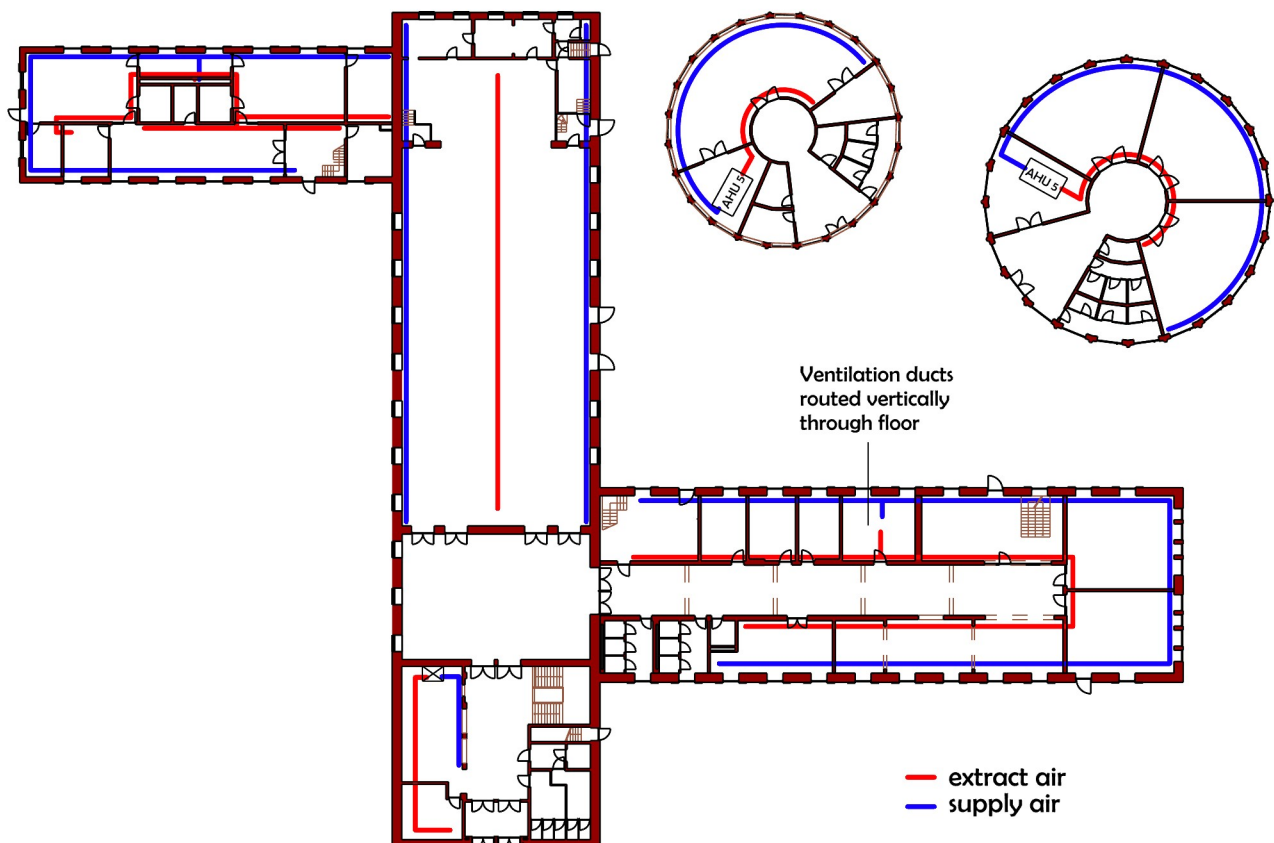 AHU 5
AHU 5
Ventilation ducts
routed vertically
through floor
extract air
supply air